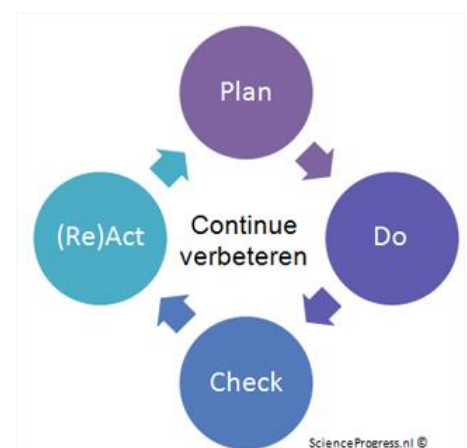 Plan
Do
Check
(Re)Act
Continue
verbeteren
ScienceProgress.nl ©